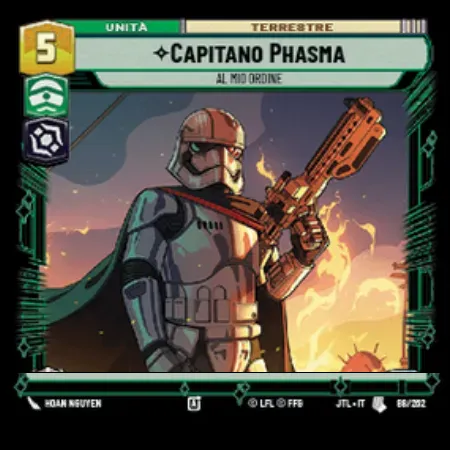 5
UNITÀ
TERRESTRE
CAPITANO PHASMA
AL MIO ORDINE
HOAN NGUYEN
© LFL © FFG
JTL • IT
88/262